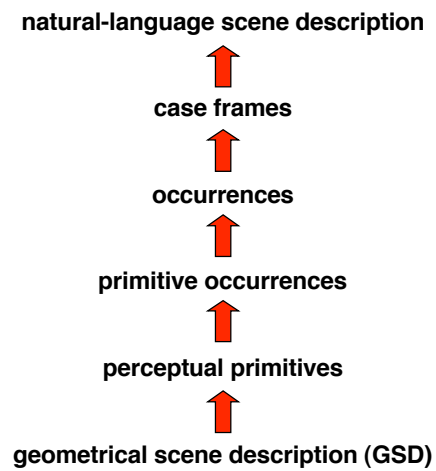 natural-language scene description
case frames
occurrences
primitive occurrences
perceptual primitives
geometrical scene description (GSD)